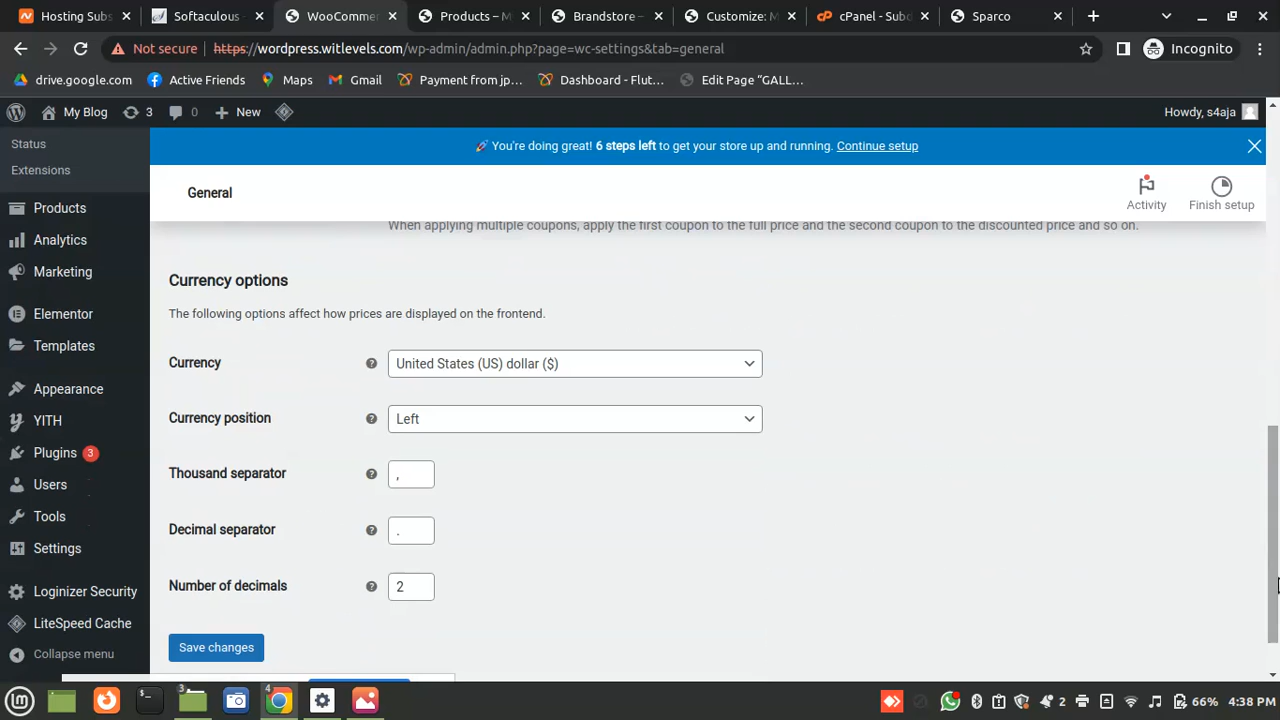 Hosting Subs
Softaculous -
WooCommer
Products – M
Brandstore –
Customize: M
cPanel - Subd
Sparco
Not secure
https://wordpress.witlevels.com/wp-admin/admin.php?page=wc-settings&tab=general
Incognito
drive.google.com
Active Friends
Maps
Gmail
Payment from jp...
Dashboard - Flut...
Edit Page “GALL...
My Blog
3
0
New
Howdy, s4aja
Status
Extensions
Products
Analytics
Marketing
Elementor
Templates
Appearance
YITH
Plugins 3
Users
Tools
Settings
Loginizer Security
LiteSpeed Cache
Collapse menu
🚀 You're doing great! 6 steps left to get your store up and running. Continue setup
General
Activity
Finish setup
When applying multiple coupons, apply the first coupon to the full price and the second coupon to the discounted price and so on.
Currency options
The following options affect how prices are displayed on the frontend.
Currency
United States (US) dollar ($)
Currency position
Left
Thousand separator
,
Decimal separator
.
Number of decimals
2
Save changes
3
4
2
66%
4:38 PM